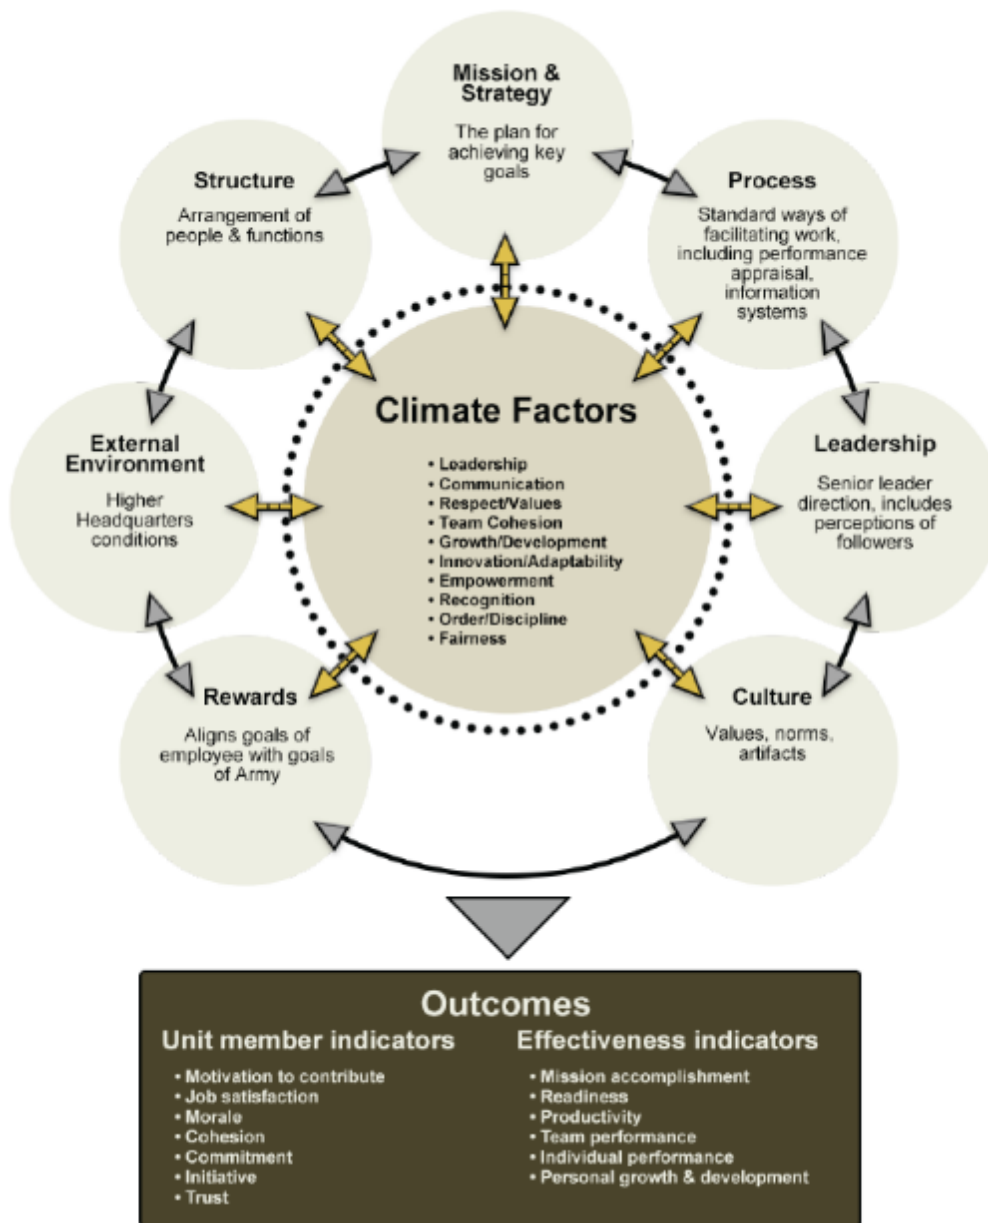 Mission &
Strategy
The plan for
achieving key
goals
Structure
Arrangement of
people & functions
Process
Standard ways of
facilitating work,
including performance
appraisal,
information
systems
External
Environment
Higher
Headquarters
conditions
Climate Factors
• Leadership
• Communication
• Respect/Values
• Team Cohesion
• Growth/Development
• Innovation/Adaptability
• Empowerment
• Recognition
• Order/Discipline
• Fairness
Leadership
Senior leader
direction, includes
perceptions of
followers
Rewards
Aligns goals of
employee with goals
of Army
Culture
Values, norms,
artifacts
Outcomes
Unit member indicators
• Motivation to contribute
• Job satisfaction
• Morale
• Cohesion
• Commitment
• Initiative
• Trust
Effectiveness indicators
• Mission accomplishment
• Readiness
• Productivity
• Team performance
• Individual performance
• Personal growth & development